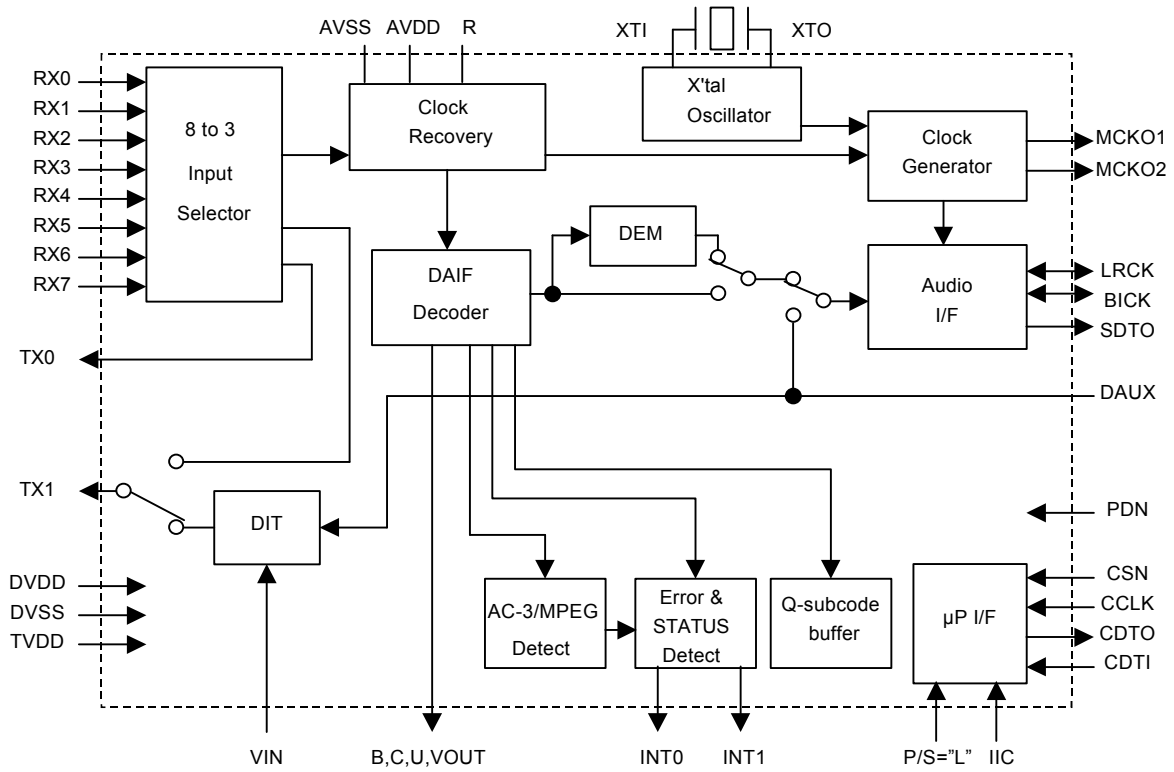 AVSS AVDD R
XTI XTO
RX0
RX1
RX2
RX3
RX4
RX5
RX6
RX7
8 to 3
Input
Selector
Clock
Recovery
X'tal
Oscillator
Clock
Generator
MCKO1
MCKO2
DEM
DAIF
Decoder
Audio
I/F
LRCK
BICK
SDTO
TX0
DAUX
TX1
DIT
PDN
DVDD
DVSS
TVDD
AC-3/MPEG
Detect
Error &
STATUS
Detect
Q-subcode
buffer
µP I/F
CSN
CCLK
CDTO
CDTI
VIN
B,C,U,VOUT
INT0
INT1
P/S=”L”
IIC